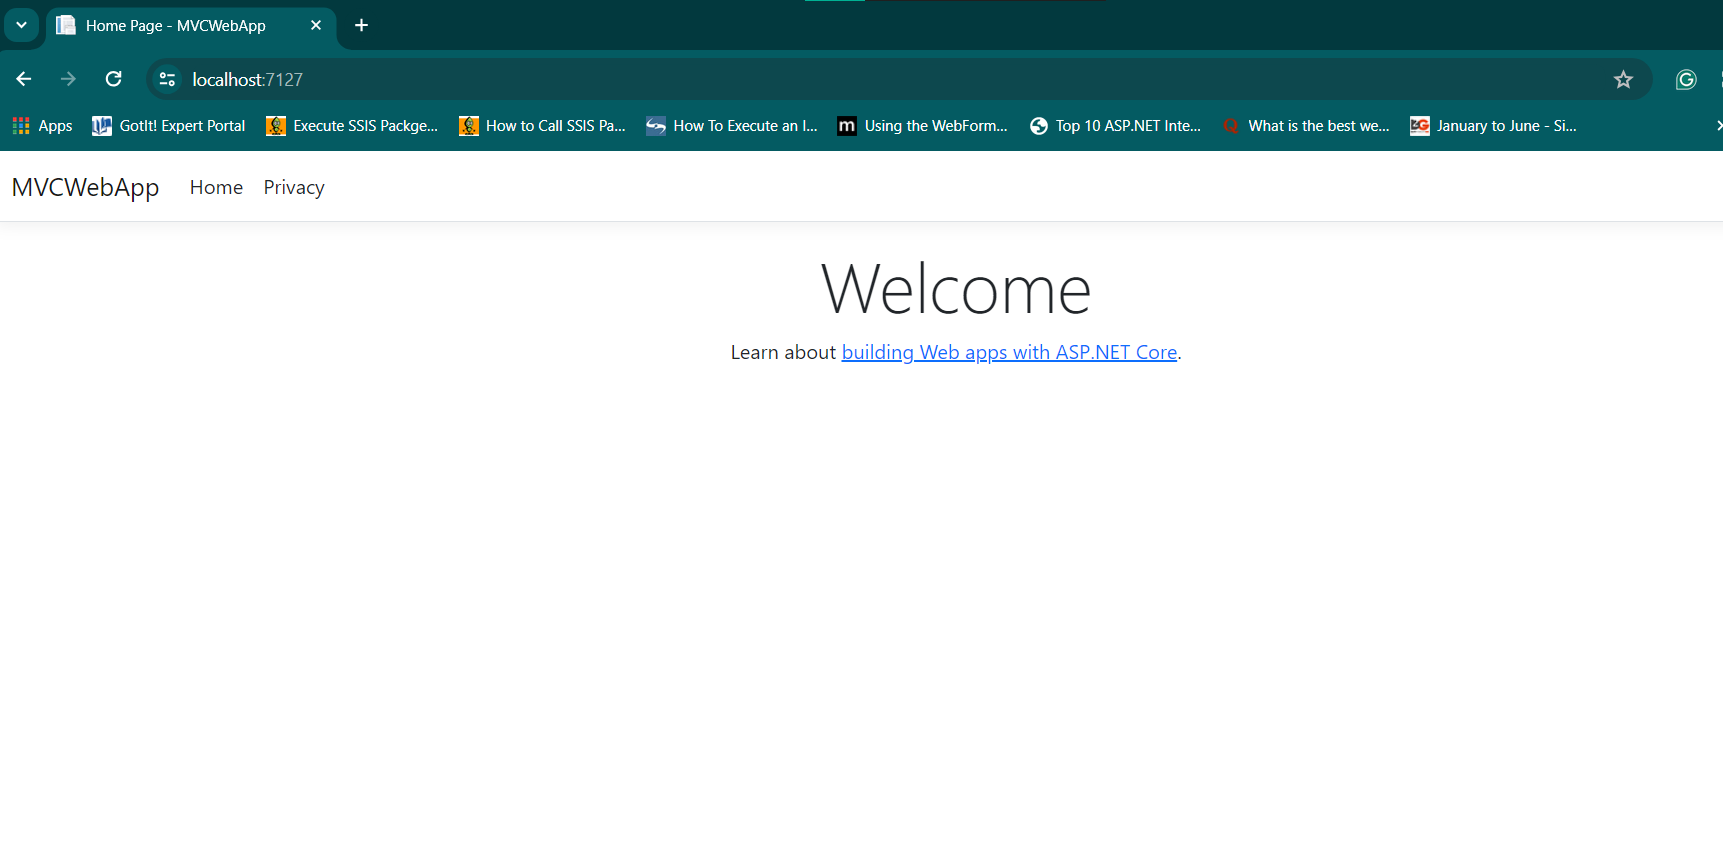 Home Page - MVCWebApp
localhost:7127
Apps GotIt! Expert Portal Execute SSIS Packge... How to Call SSIS Pa... How To Execute an I... Using the WebForm... Top 10 ASP.NET Inte... What is the best we... January to June - Si...
MVCWebApp Home Privacy
Welcome
Learn about building Web apps with ASP.NET Core.